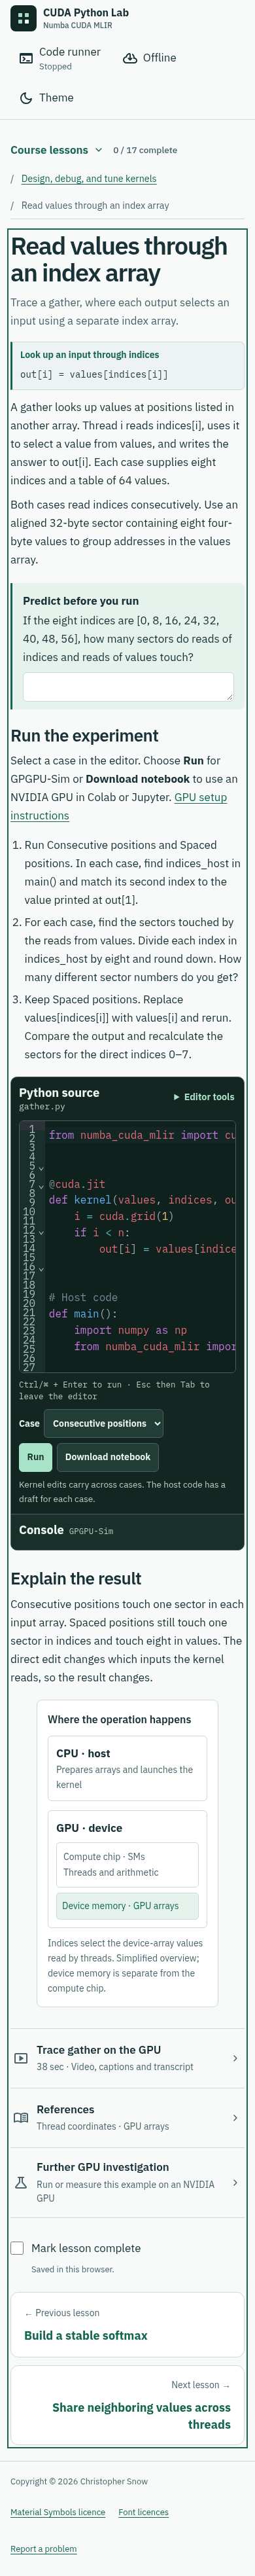 CUDA Python Lab
Numba CUDA MLIR
Code runner
Stopped
Offline
Theme
Course lessons
0 / 17 complete
/ Design, debug, and tune kernels
/ Read values through an index array
Read values through
an index array
Trace a gather, where each output selects an
input using a separate index array.
Look up an input through indices
out[i] = values[indices[i]]
A gather looks up values at positions listed in
another array. Thread i reads indices[i], uses it
to select a value from values, and writes the
answer to out[i]. Each case supplies eight
indices and a table of 64 values.
Both cases read indices consecutively. Use an
aligned 32-byte sector containing eight four-
byte values to group addresses in the values
array.
Predict before you run
If the eight indices are [0, 8, 16, 24, 32,
40, 48, 56], how many sectors do reads of
indices and reads of values touch?
Run the experiment
Select a case in the editor. Choose Run for
GPGPU-Sim or Download notebook to use an
NVIDIA GPU in Colab or Jupyter. GPU setup
instructions
1. Run Consecutive positions and Spaced
positions. In each case, find indices_host in
main() and match its second index to the
value printed at out[1].
2. For each case, find the sectors touched by
the reads from values. Divide each index in
indices_host by eight and round down. How
many different sector numbers do you get?
3. Keep Spaced positions. Replace
values[indices[i]] with values[i] and rerun.
Compare the output and recalculate the
sectors for the direct indices 0–7.
Python source
gather.py
Editor tools
1
2
3
4
5
6
7
8
9
10
11
12
13
14
15
16
17
18
19
20
21
22
23
24
25
26
27
from numba_cuda_mlir import cu
@cuda.jit
def kernel(values, indices, ou
i = cuda.grid(1)
if i < n:
out[i] = values[indice
# Host code
def main():
import numpy as np
from numba_cuda_mlir impor
Ctrl/⌘ + Enter to run · Esc then Tab to
leave the editor
Case
Consecutive positions
Run
Download notebook
Kernel edits carry across cases. The host code has a
draft for each case.
Console GPGPU-Sim
Explain the result
Consecutive positions touch one sector in each
input array. Spaced positions still touch one
sector in indices and touch eight in values. The
direct edit changes which inputs the kernel
reads, so the result changes.
Where the operation happens
CPU · host
Prepares arrays and launches the
kernel
GPU · device
Compute chip · SMs
Threads and arithmetic
Device memory · GPU arrays
Indices select the device-array values
read by threads. Simplified overview;
device memory is separate from the
compute chip.
Trace gather on the GPU
38 sec · Video, captions and transcript
References
Thread coordinates · GPU arrays
Further GPU investigation
Run or measure this example on an NVIDIA
GPU
Mark lesson complete
Saved in this browser.
← Previous lesson
Build a stable softmax
Next lesson →
Share neighboring values across
threads
Copyright © 2026 Christopher Snow
Material Symbols licence
Font licences
Report a problem